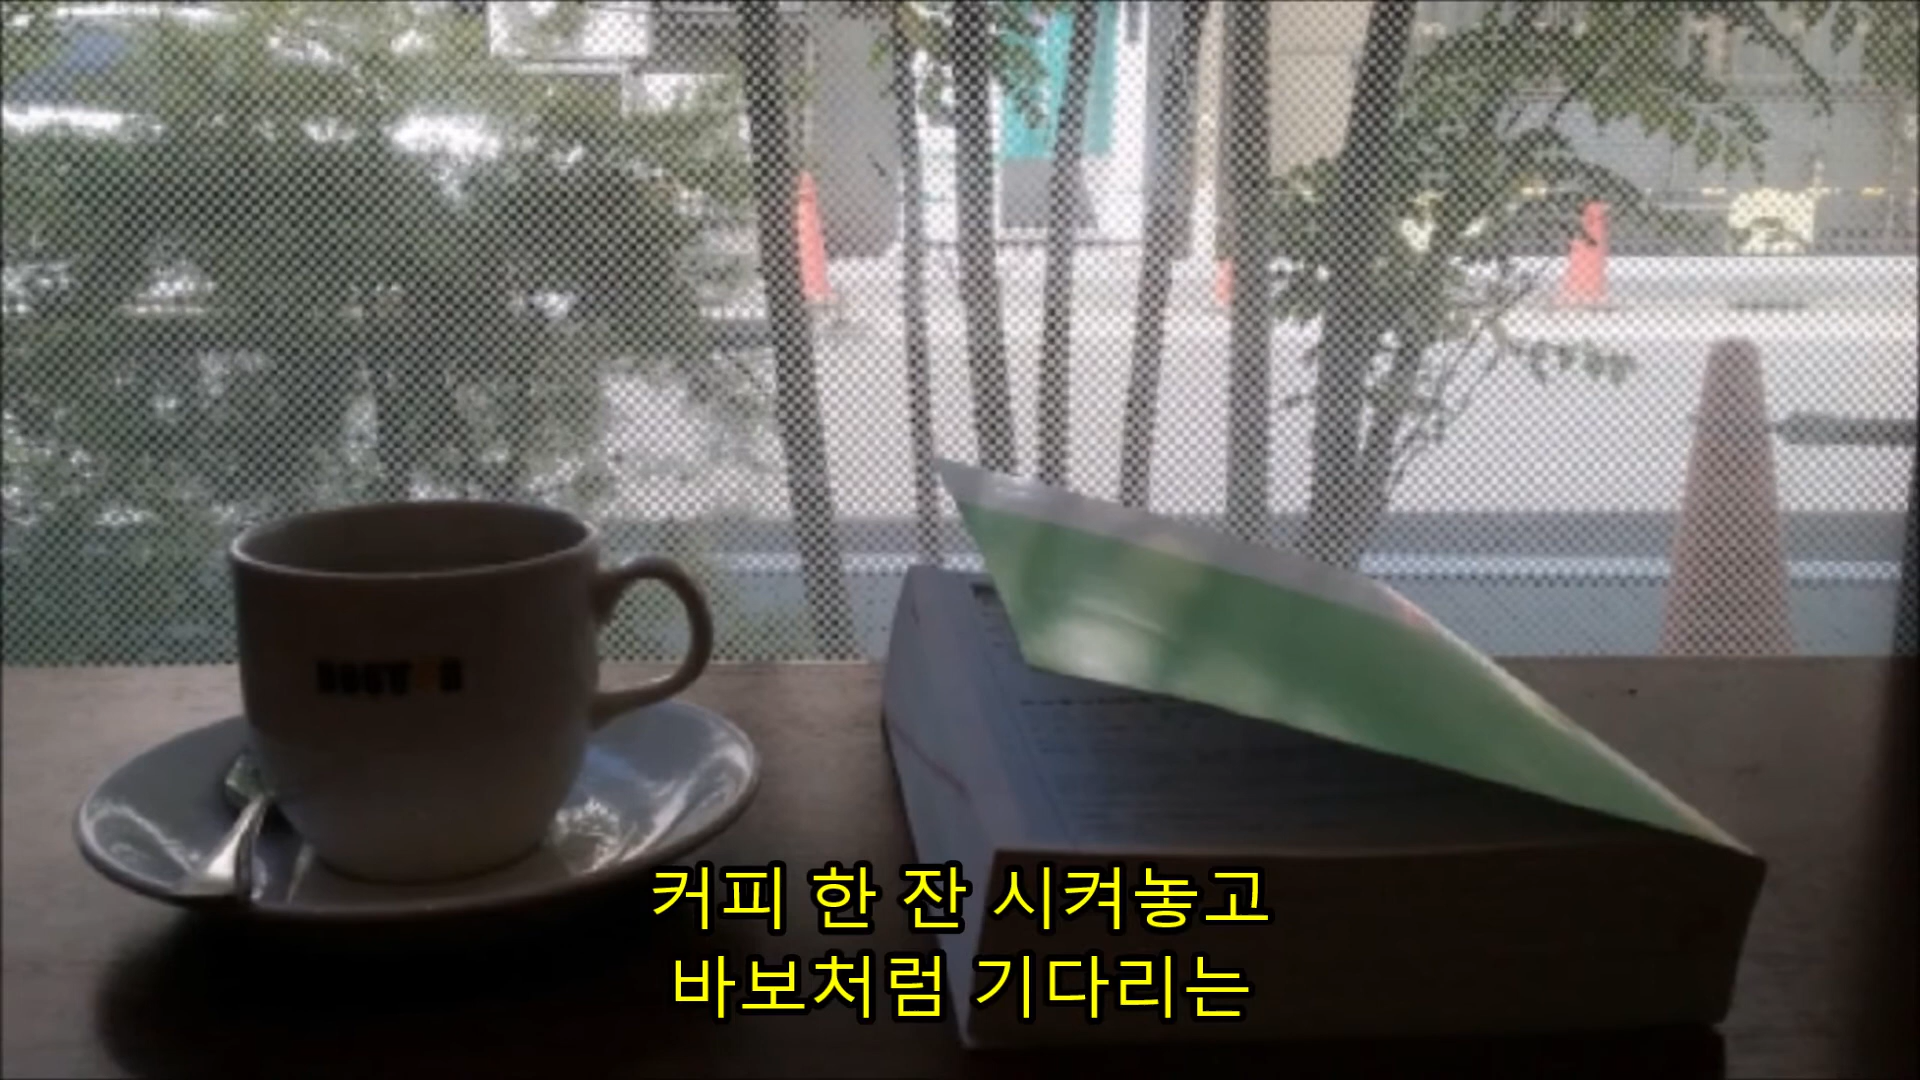 커피 한 잔 시켜놓고
바보처럼 기다리는